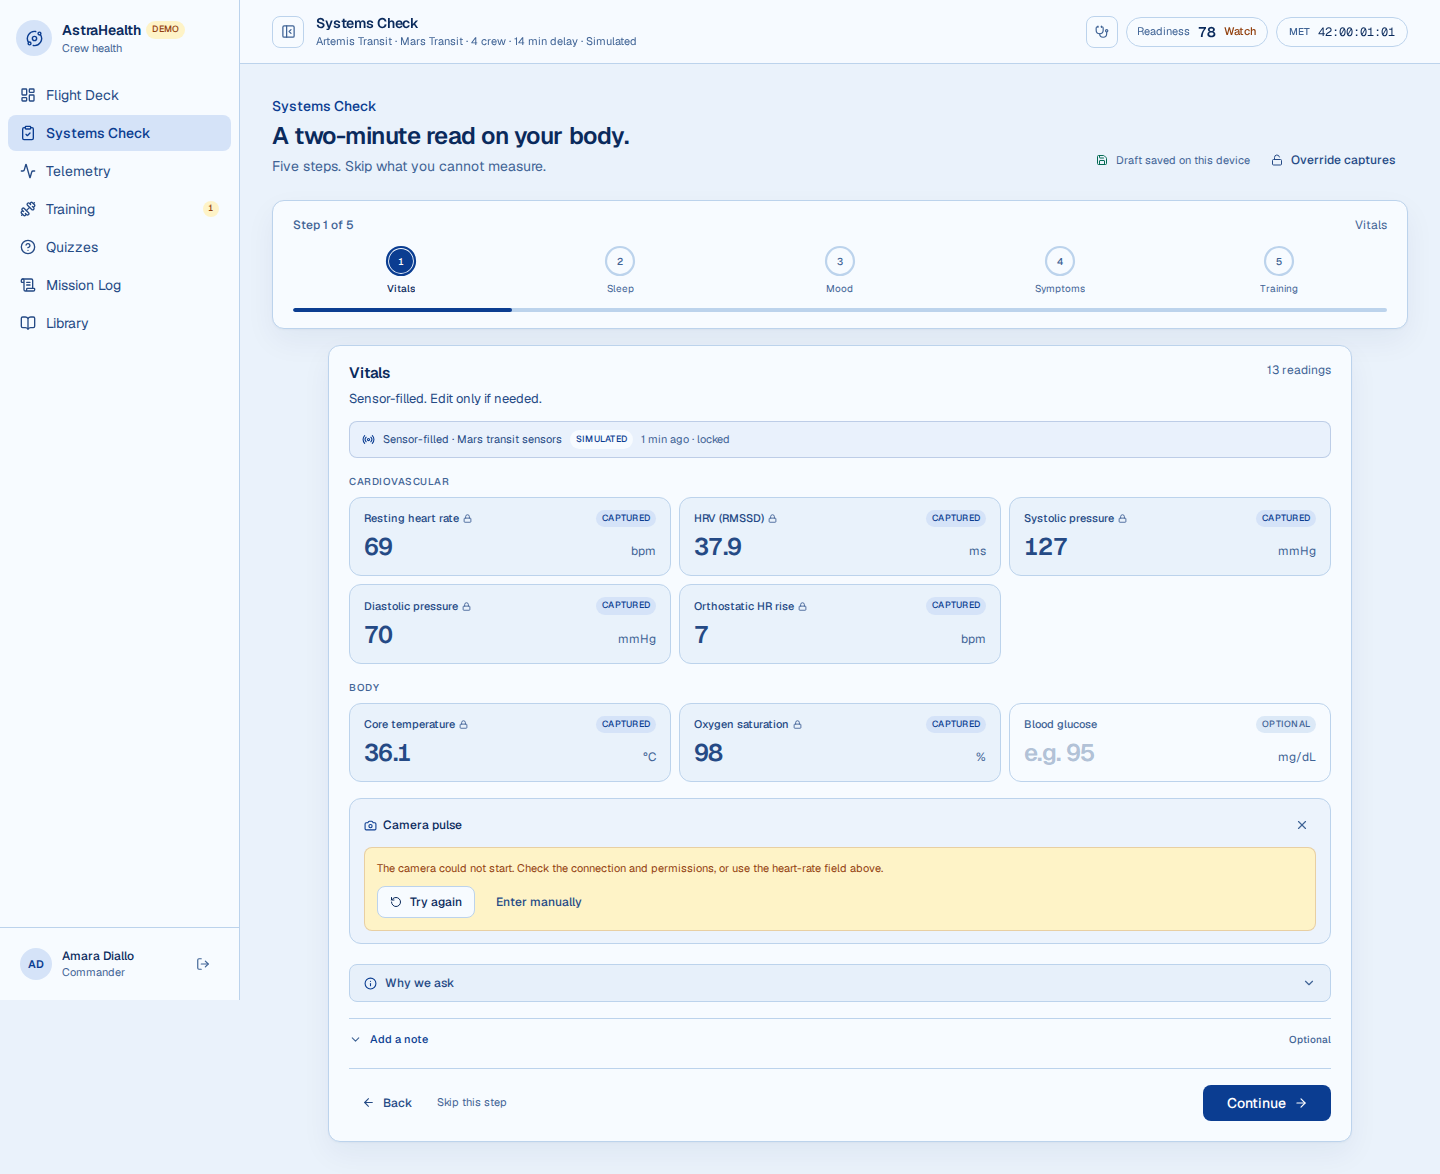 AstraHealth DEMO
Crew health
Flight Deck
Systems Check
Telemetry
Training 1
Quizzes
Mission Log
Library
AD Amara Diallo
Commander
Systems Check
Artemis Transit · Mars Transit · 4 crew · 14 min delay · Simulated
Readiness 78 Watch
MET 42:00:01:01
Systems Check
A two-minute read on your body.
Five steps. Skip what you cannot measure.
Draft saved on this device
Override captures
Step 1 of 5
Vitals
1 2 3 4 5
Vitals Sleep Mood Symptoms Training
Vitals
13 readings
Sensor-filled. Edit only if needed.
Sensor-filled · Mars transit sensors SIMULATED 1 min ago · locked
CARDIOVASCULAR
Resting heart rate CAPTURED
69 bpm
HRV (RMSSD) CAPTURED
37.9 ms
Systolic pressure CAPTURED
127 mmHg
Diastolic pressure CAPTURED
70 mmHg
Orthostatic HR rise CAPTURED
7 bpm
BODY
Core temperature CAPTURED
36.1 °C
Oxygen saturation CAPTURED
98 %
Blood glucose OPTIONAL
e.g. 95 mg/dL
Camera pulse
The camera could not start. Check the connection and permissions, or use the heart-rate field above.
Try again
Enter manually
Why we ask
Add a note
Optional
Back
Skip this step
Continue